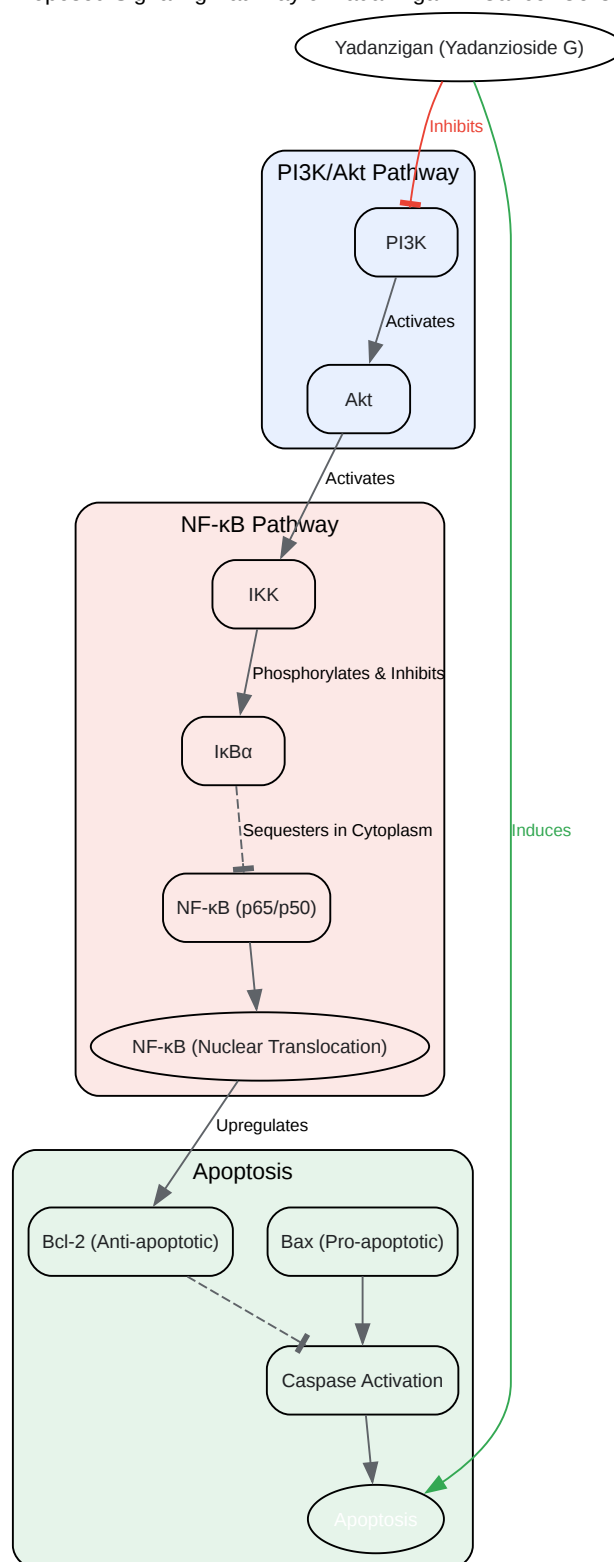 Yadanzigan (Yadanzioside G)
Inhibits
PI3K/Akt Pathway
PI3K
Activates
Akt
Activates
NF-κB Pathway
IKK
Phosphorylates & Inhibits
IκBα
Sequesters in Cytoplasm
Induces
NF-κB (p65/p50)
NF-κB (Nuclear Translocation)
Upregulates
Apoptosis
Bcl-2 (Anti-apoptotic)
Bax (Pro-apoptotic)
Caspase Activation
Apoptosis